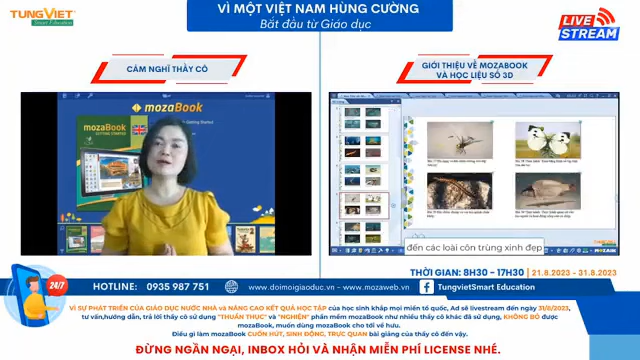 TUNGVIET
Smart Education
VÌ MỘT VIỆT NAM HÙNG CƯỜNG
Bắt đầu từ Giáo dục
LIVE
STREAM
CẢM NGHĨ THẦY CÔ
GIỚI THIỆU VỀ MOZABOOK
VÀ HỌC LIỆU SỐ 3D
mozaBook
mozaBook
GETTING STARTED
Getting Started
đến các loài côn trùng xinh đẹp
TUNGVIET
THỜI GIAN: 8H30 - 17H30 | 21.8.2023 - 31.8.2023
24/7
HOTLINE: 0935 987 751
www.doimoigiaoduc.vn - www.mozaweb.vn
TungvietSmart Education
VÌ SỰ PHÁT TRIỂN CỦA GIÁO DỤC NƯỚC NHÀ và NÂNG CAO KẾT QUẢ HỌC TẬP của học sinh khắp mọi miền tổ quốc, Ad sẽ livestream đến ngày 31/8/2023,
tư vấn,hướng dẫn, trả lời thầy cô sử dụng "THUẦN THỤC" và "NGHIỆN" phần mềm mozaBook như nhiều thầy cô khác đã sử dụng, KHÔNG BỎ được
mozaBook, muốn dùng mozaBook cho tới về hưu.
Điều gì làm mozaBook CUỐN HÚT, SINH ĐỘNG, TRỰC QUAN bài giảng của thầy cô đến vậy.
ĐỪNG NGẦN NGẠI, INBOX HỎI VÀ NHẬN MIỄN PHÍ LICENSE NHÉ.